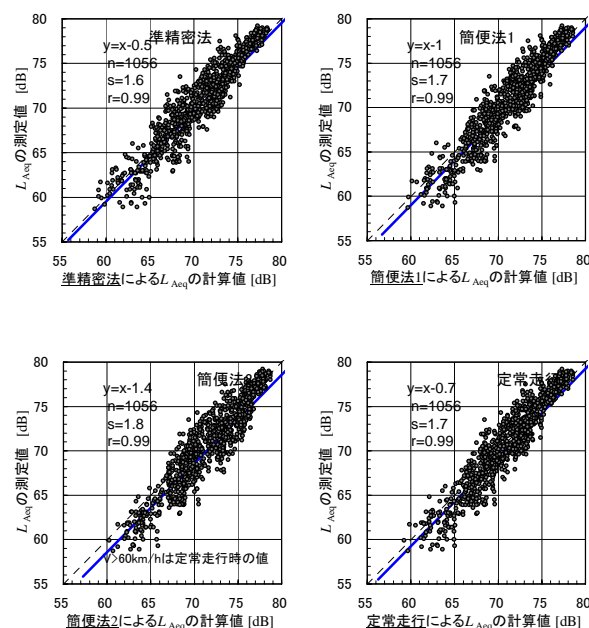 80
75
70
65
60
55
L Aeqの測定値 [dB]
準精密法
y=x-0.5
n=1056
s=1.6
r=0.99
55 60 65 70 75 80
準精密法によるL Aeqの計算値 [dB]
80
75
70
65
60
55
L Aeqの測定値 [dB]
簡便法1
y=x-1
n=1056
s=1.7
r=0.99
55 60 65 70 75 80
簡便法1によるL Aeqの計算値 [dB]
80
75
70
65
60
55
L Aeqの測定値 [dB]
簡便法
y=x-1.4
n=1056
s=1.8
r=0.99
V>60km/hは定常走行時の値
55 60 65 70 75 80
簡便法2によるL Aeqの計算値 [dB]
80
75
70
65
60
55
L Aeqの測定値 [dB]
定常走行
y=x-0.7
n=1056
s=1.7
r=0.99
55 60 65 70 75 80
定常走行によるL Aeqの計算値 [dB]